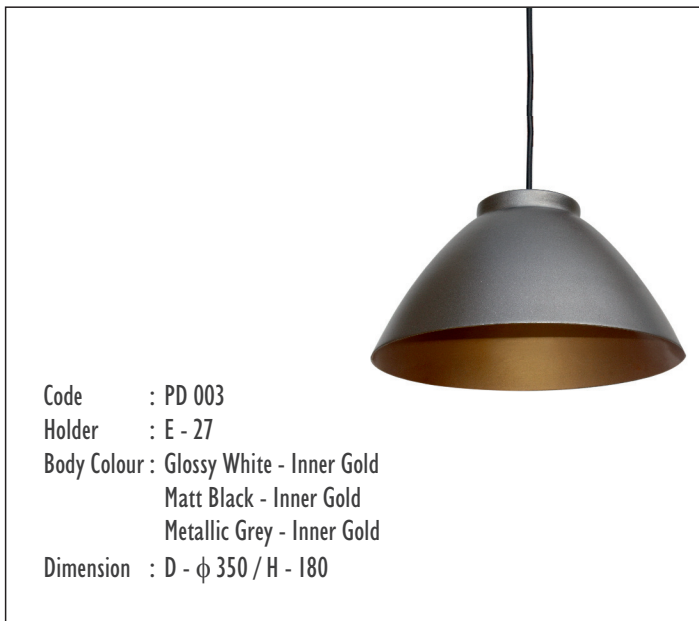 Code : PD 003
Holder : E - 27
Body Colour : Glossy White - Inner Gold
Matt Black - Inner Gold
Metallic Grey - Inner Gold
Dimension : D - ϕ 350 / H - 180